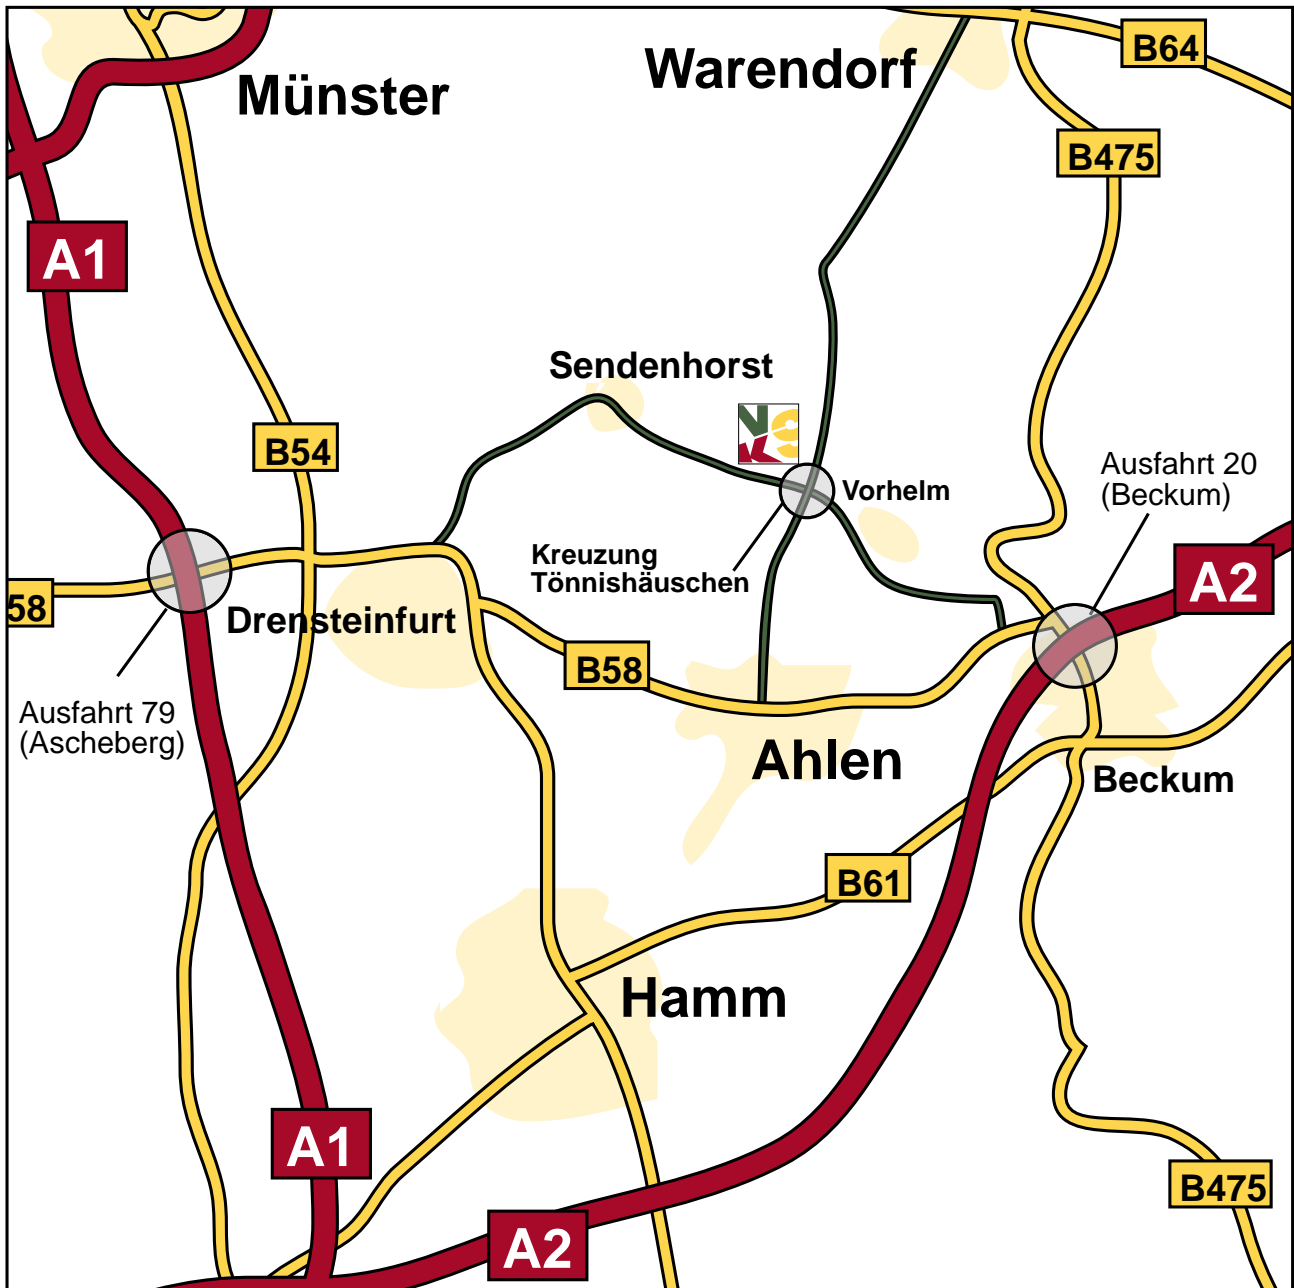 B64
Warendorf
Münster
B475
A1
Sendenhorst
B54
Ausfahrt 20
(Beckum)
Vorhelm
Kreuzung
Tönnishäuschen
A2
58
Drensteinfurt
B58
Ausfahrt 79
(Ascheberg)
Ahlen
Beckum
B61
Hamm
A1
B475
A2